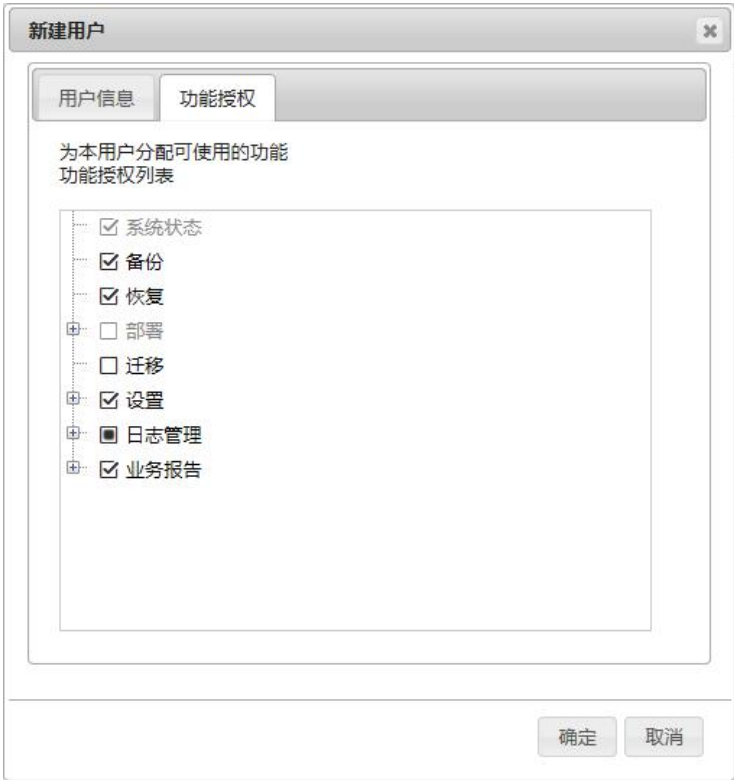 新建用户
用户信息 功能授权
为本用户分配可使用的功能
功能授权列表
系统状态
备份
恢复
部署
迁移
设置
日志管理
业务报告
确定 取消